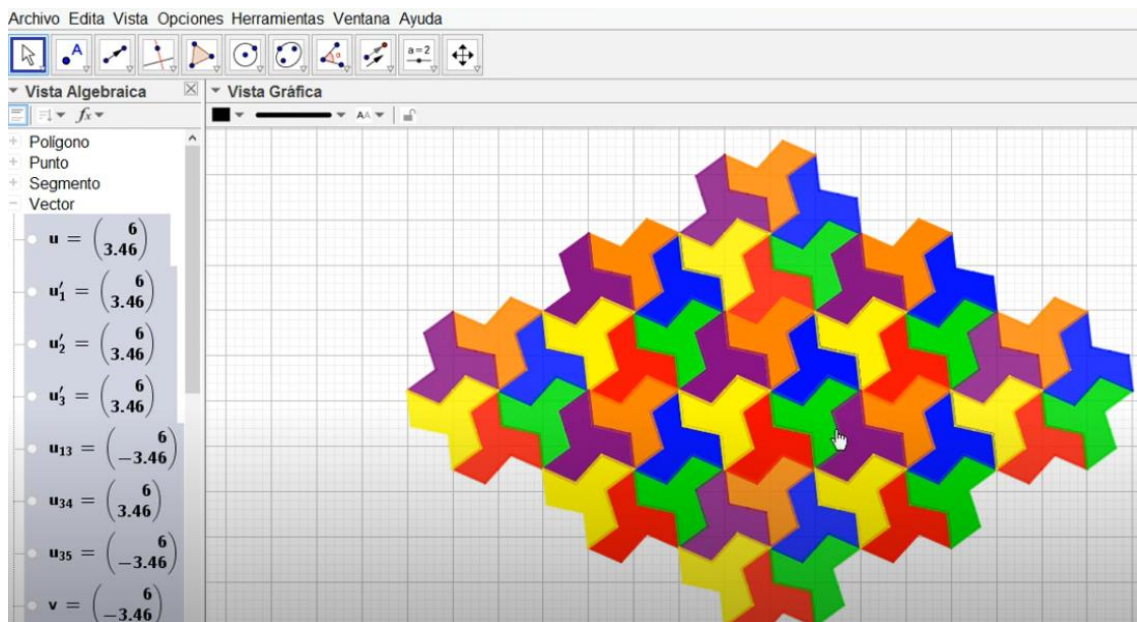 Archivo Edita Vista Opciones Herramientas Ventana Ayuda
A
α
a=2
Vista Algebraica
Vista Gráfica
fx
AA
Polígono
Punto
Segmento
Vector
u = (6
3.46)
u′1 = (6
3.46)
u′2 = (6
3.46)
u′3 = (6
3.46)
u13 = (6
−3.46)
u34 = (6
3.46)
u35 = (6
−3.46)
v = (6
−3.46)